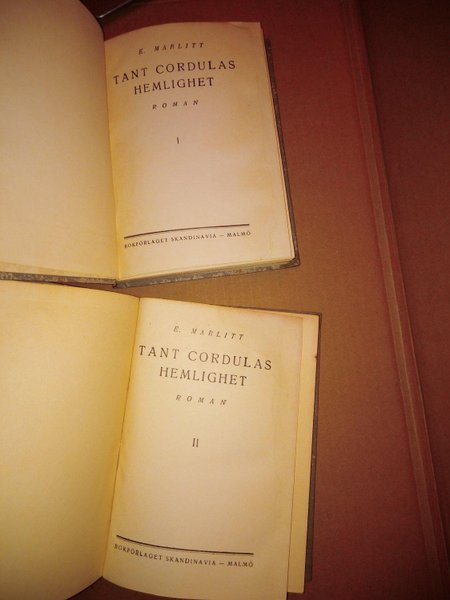 E. MARLITT
TANT CORDULAS
HEMLIGHET
ROMAN
I
BOKFÖRLAGET SKANDINAVIA — MALMÖ
E. MARLITT
TANT CORDULAS
HEMLIGHET
ROMAN
II
BOKFÖRLAGET SKANDINAVIA — MALMÖ